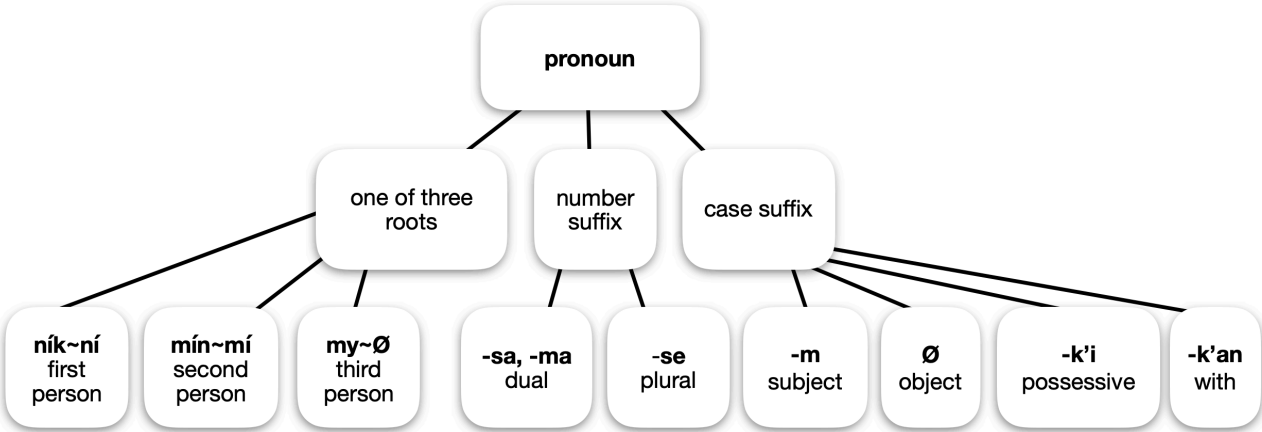 pronoun
one of three
roots
number
suffix
case suffix
ník~ní
first
person
mín~mí
second
person
my~Ø
third
person
-sa, -ma
dual
-se
plural
-m
subject
Ø
object
-k’i
possessive
-k’an
with